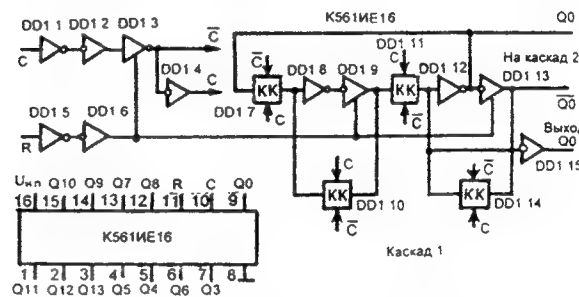 DD1 1 DD1 2 DD1 3
C̅
C
DD1 4
C
DD1 5 DD1 6
R
К561ИЕ16
Q0
C̅
DD1 11
C
На каскад 2
КК
DD1 8
DD1 9
КК
DD1 12
DD1 13
Q̅0̅
DD1 7
C
C̅
Выход
Q0
DD1 15
C
КК
C̅
DD1 10
C̅
КК
C
DD1 14
Каскад 1
Uип Q10 Q9 Q7 Q8 R C Q0
16 15 14 13 12 11 10 9
К561ИЕ16
1 2 3 4 5 6 7 8
Q11 Q12 Q13 Q5 Q4 Q6 Q3